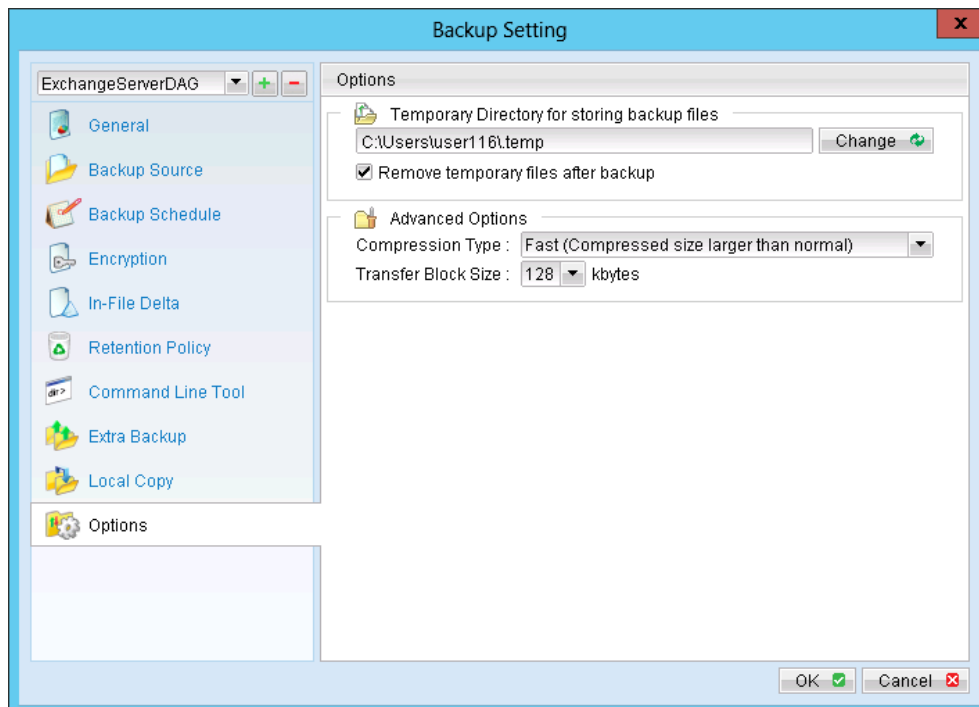 Backup Setting
x
ExchangeServerDAG
General
Backup Source
Backup Schedule
Encryption
In-File Delta
Retention Policy
dir>
Command Line Tool
Extra Backup
Local Copy
Options
Options
Temporary Directory for storing backup files
C:\Users\user116\.temp
Change
Remove temporary files after backup
Advanced Options
Compression Type : Fast (Compressed size larger than normal)
Transfer Block Size : 128 kbytes
OK Cancel